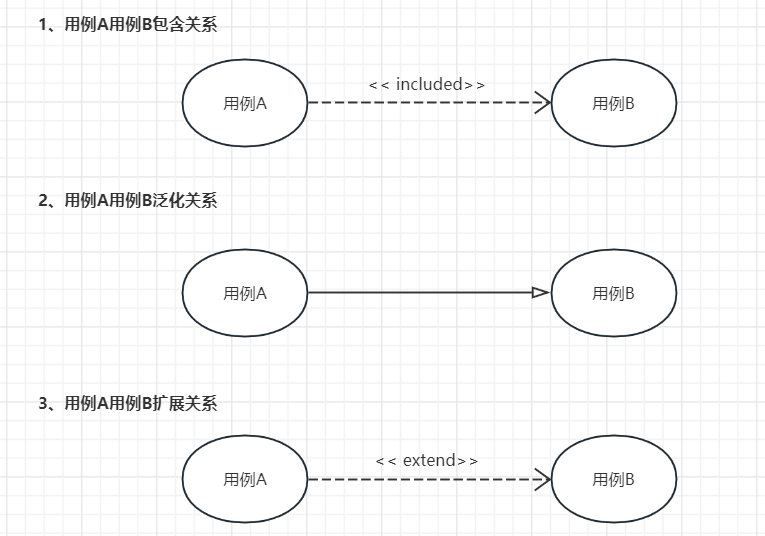 1、用例A用例B包含关系
用例A
<< included>>
用例B
2、用例A用例B泛化关系
用例A
用例B
3、用例A用例B扩展关系
用例A
<< extend>>
用例B